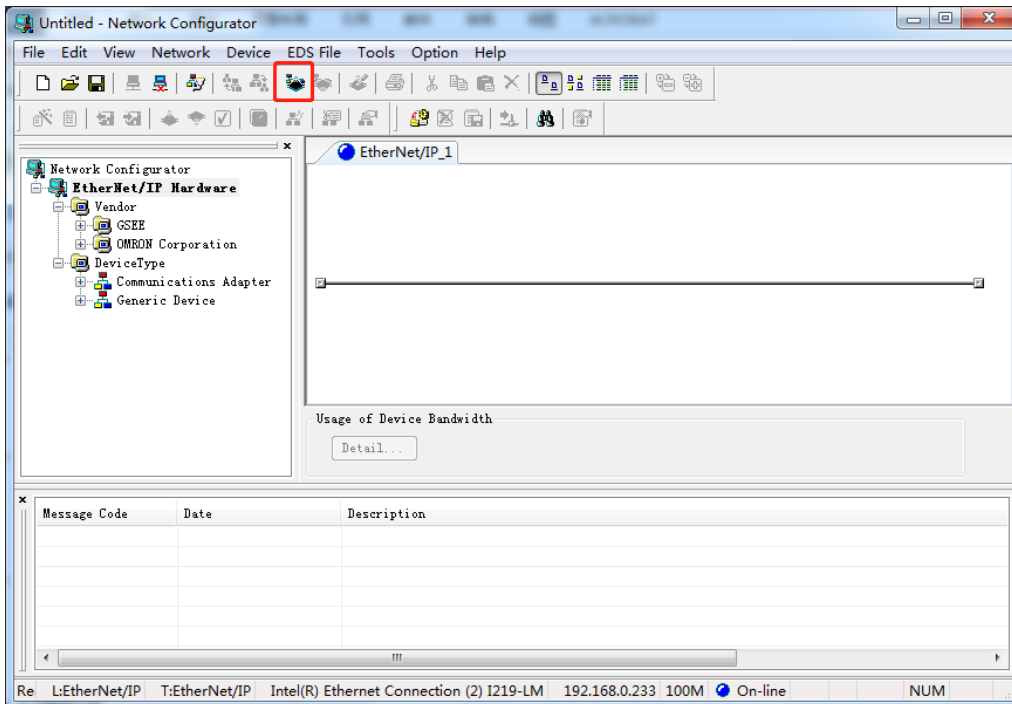 Untitled - Network Configurator
File Edit View Network Device EDS File Tools Option Help
EtherNet/IP_1
Network Configurator
EtherNet/IP Hardware
Vendor
GSEE
OMRON Corporation
DeviceType
Communications Adapter
Generic Device
Usage of Device Bandwidth
Detail...
Message Code Date Description
Re L:EtherNet/IP T:EtherNet/IP Intel(R) Ethernet Connection (2) I219-LM 192.168.0.233 100M On-line NUM